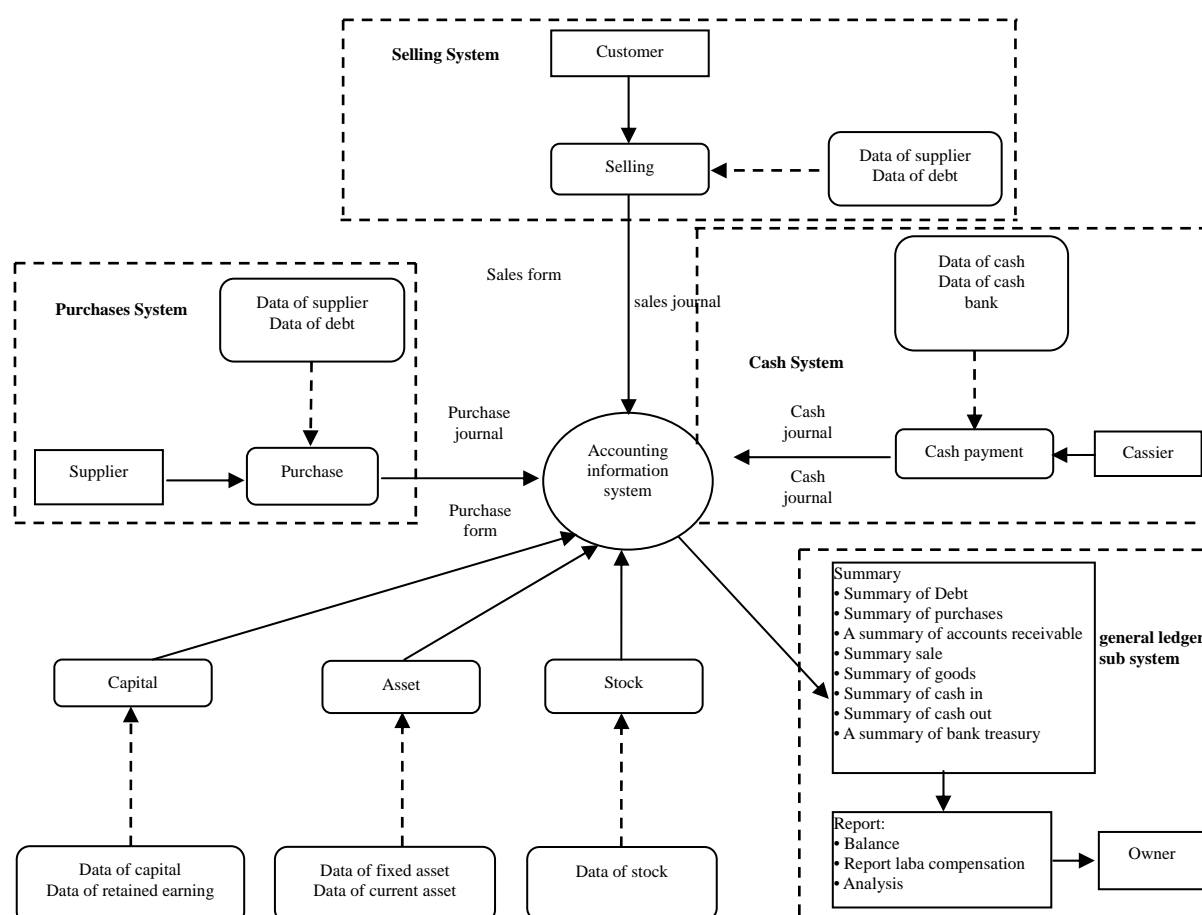 Selling System
Customer
Selling
Data of supplier
Data of debt
Sales form
sales journal
Purchases System
Data of supplier
Data of debt
Supplier
Purchase
Purchase
journal
Purchase
form
Accounting
information
system
Data of cash
Data of cash
bank
Cash System
Cash
journal
Cash
journal
Cash payment
Cassier
Capital
Asset
Stock
Data of capital
Data of retained earning
Data of fixed asset
Data of current asset
Data of stock
Summary
• Summary of Debt
• Summary of purchases
• A summary of accounts receivable
• Summary sale
• Summary of goods
• Summary of cash in
• Summary of cash out
• A summary of bank treasury
general ledger
sub system
Report:
• Balance
• Report laba compensation
• Analysis
Owner